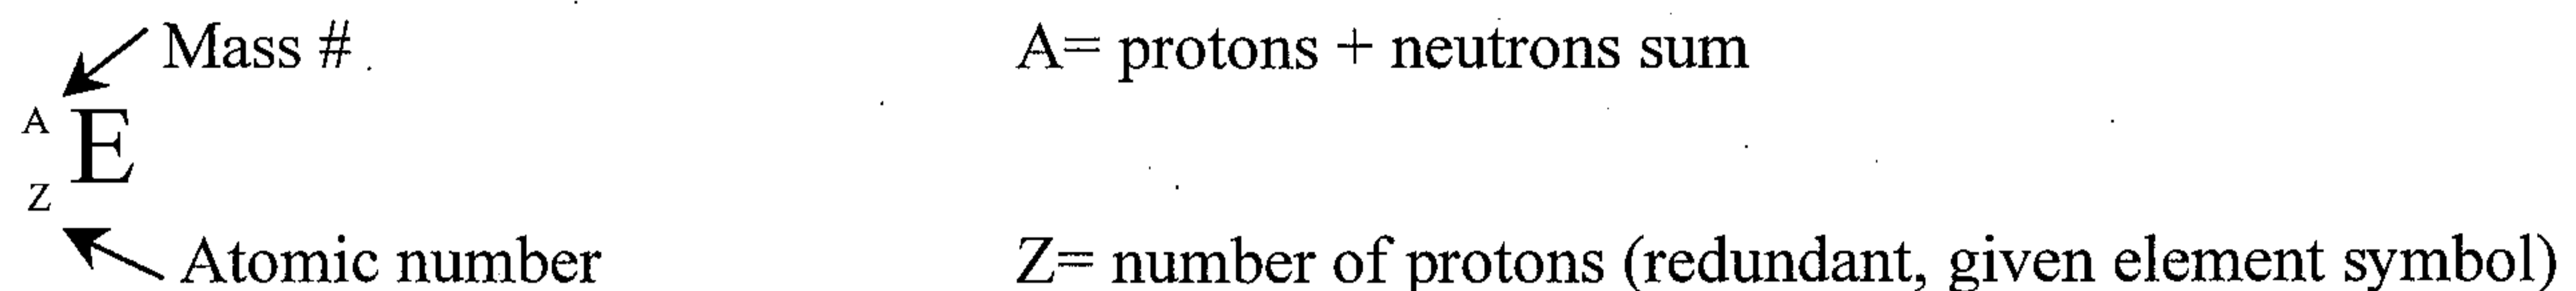 Mass #
A= protons + neutrons sum
A
E
Z
Atomic number
Z= number of protons (redundant, given element symbol)